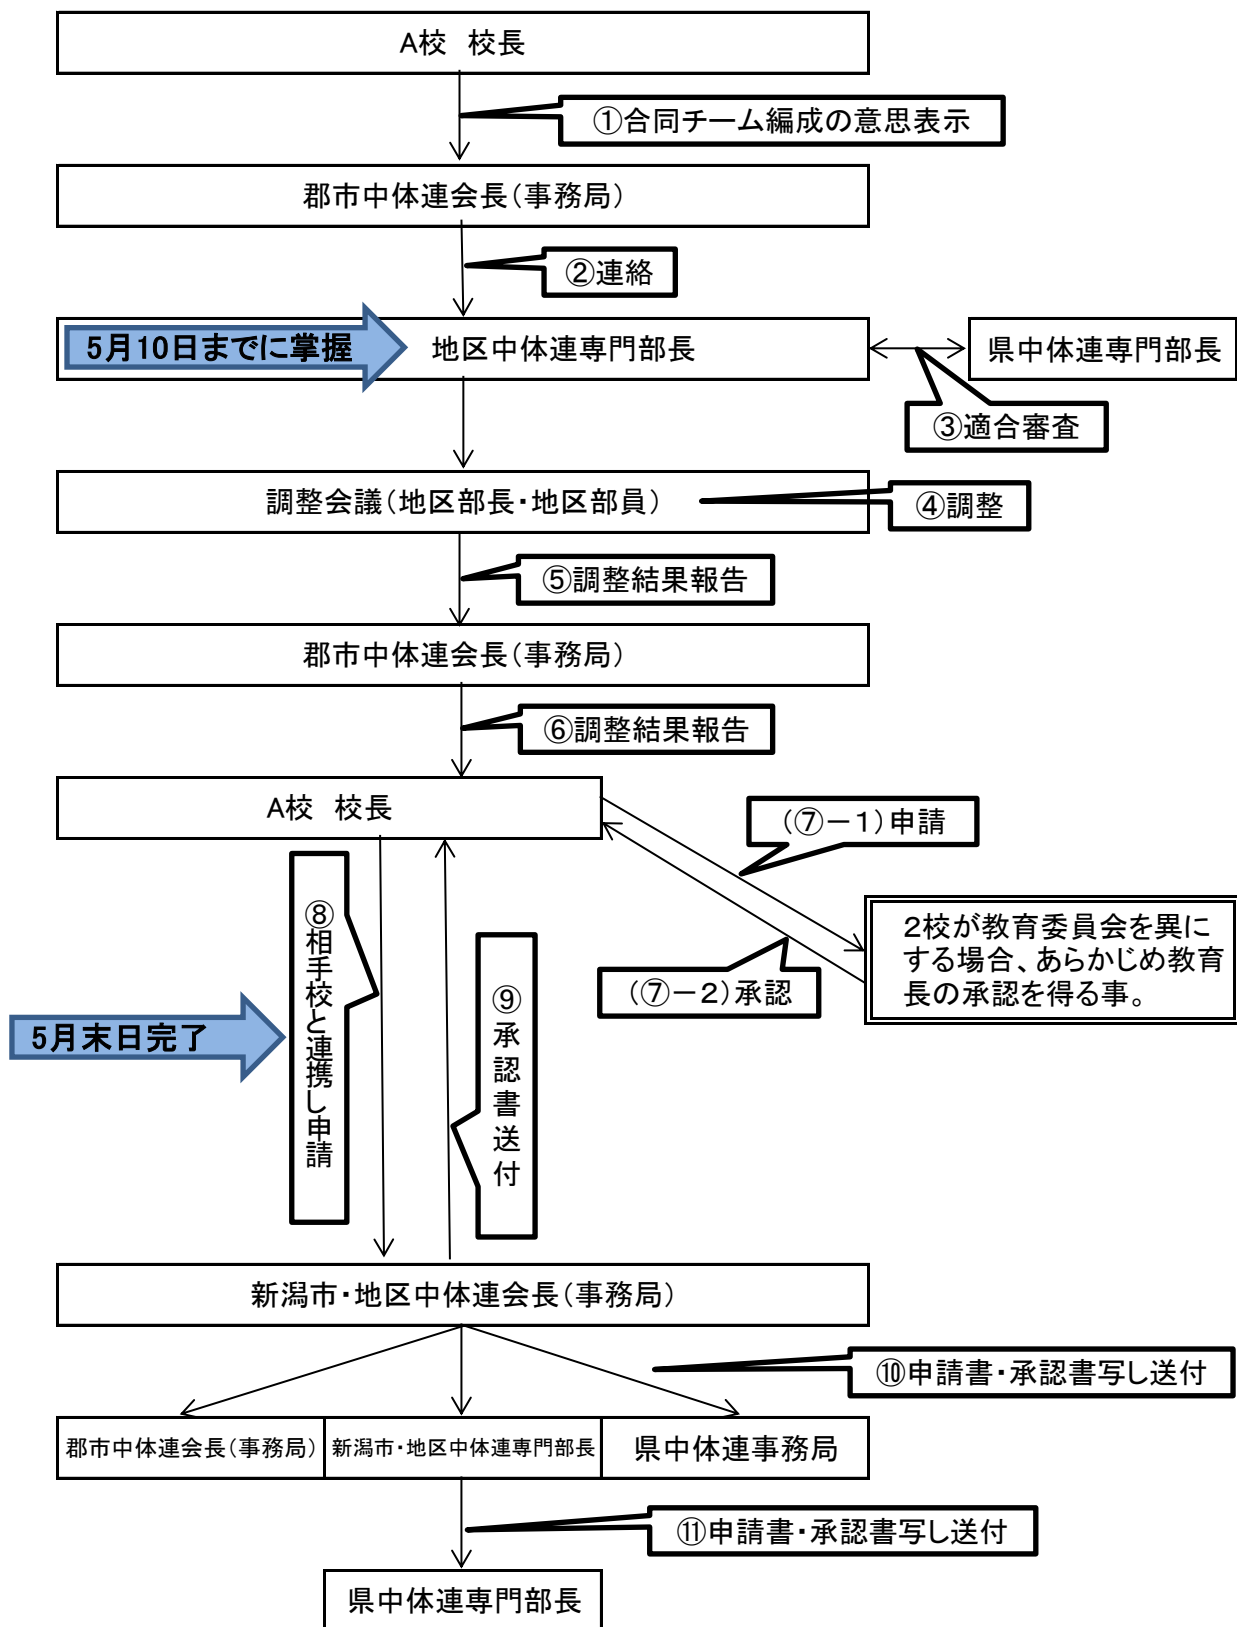 A校　校長
①合同チーム編成の意思表示
郡市中体連会長（事務局）
②連絡
5月10日までに掌握
地区中体連専門部長
県中体連専門部長
③適合審査
調整会議（地区部長・地区部員）
④調整
⑤調整結果報告
郡市中体連会長（事務局）
⑥調整結果報告
A校　校長
（⑦－１）申請
2校が教育委員会を異に
する場合、あらかじめ教育
長の承認を得る事。
（⑦－２）承認
⑧相手校と連携し申請
⑨承認書送付
5月末日完了
新潟市・地区中体連会長（事務局）
⑩申請書・承認書写し送付
郡市中体連会長（事務局）
新潟市・地区中体連専門部長
県中体連事務局
⑪申請書・承認書写し送付
県中体連専門部長